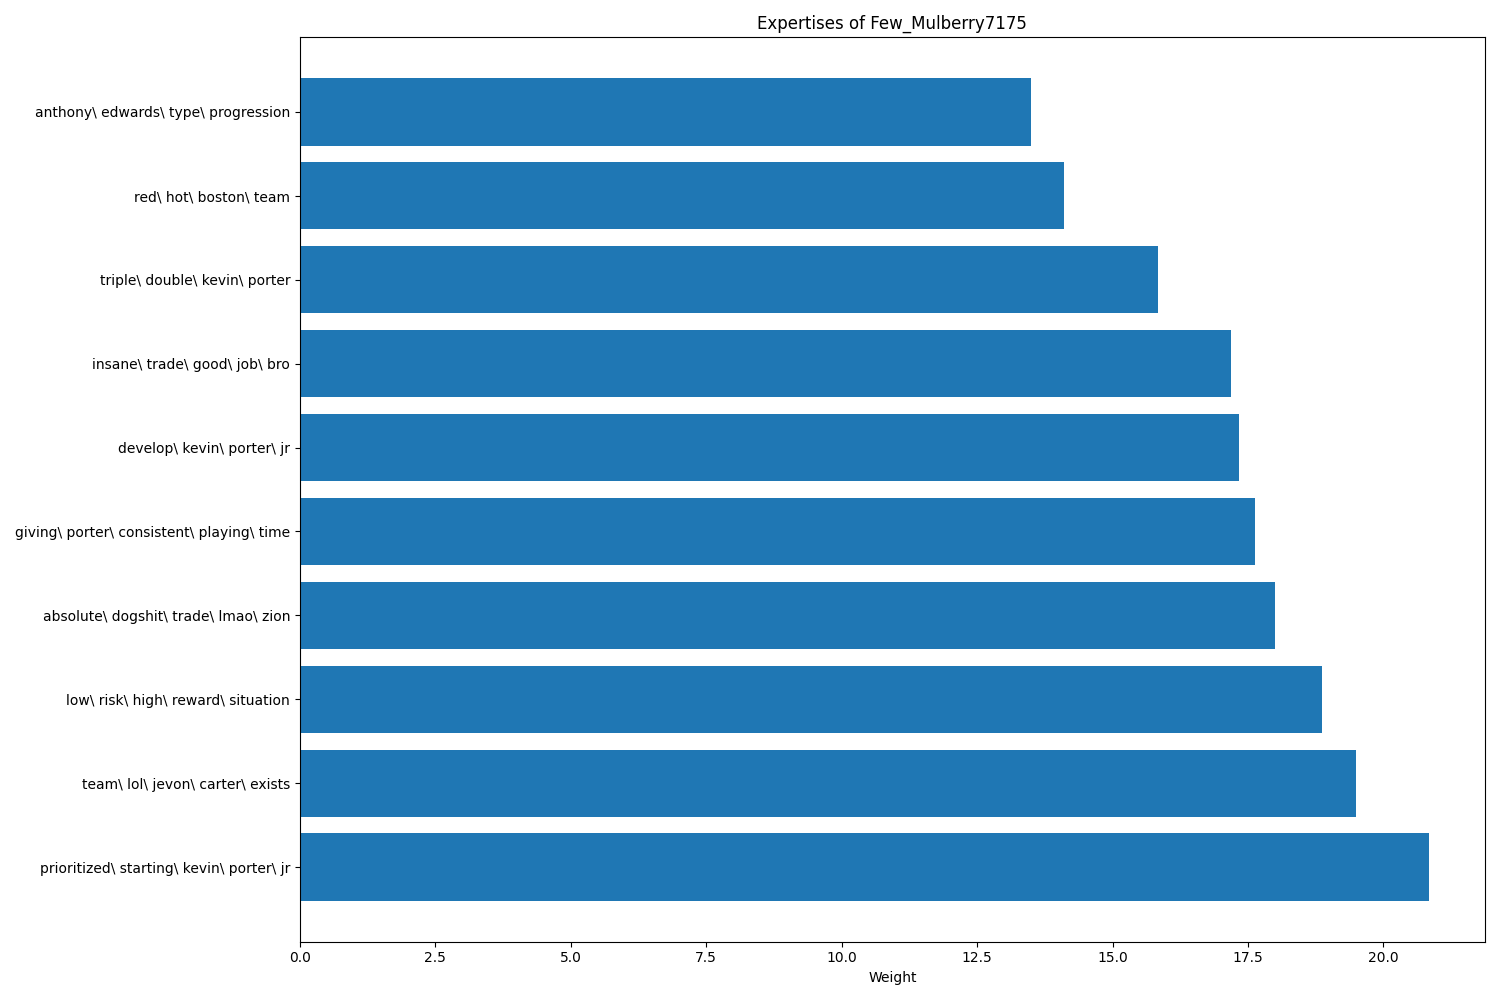 Expertises of Few_Mulberry7175
anthony\ edwards\ type\ progression
red\ hot\ boston\ team
triple\ double\ kevin\ porter
insane\ trade\ good\ job\ bro
develop\ kevin\ porter\ jr
giving\ porter\ consistent\ playing\ time
absolute\ dogshit\ trade\ lmao\ zion
low\ risk\ high\ reward\ situation
team\ lol\ jevon\ carter\ exists
prioritized\ starting\ kevin\ porter\ jr
0.0 2.5 5.0 7.5 10.0 12.5 15.0 17.5 20.0
Weight